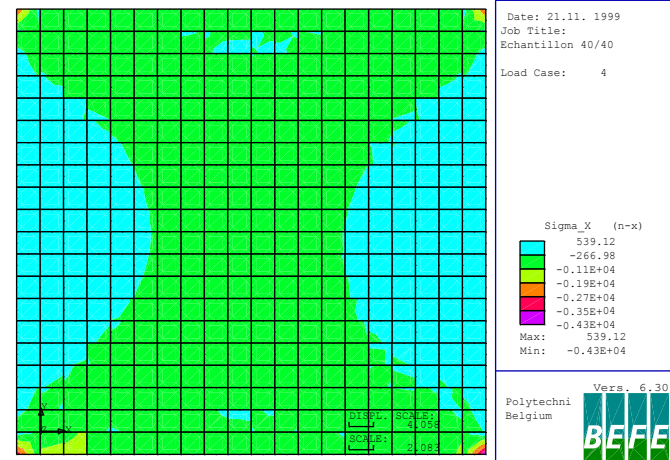 Date: 21.11. 1999
Job Title:
Echantillon 40/40
Load Case: 4
Sigma_X (n-x)
539.12
-266.98
-0.11E+04
-0.19E+04
-0.27E+04
-0.35E+04
-0.43E+04
Max: 539.12
Min: -0.43E+04
Y
Z X
DISPL. SCALE:
4.058
SCALE:
2.083
Vers. 6.30
Polytechni
Belgium
BEFE